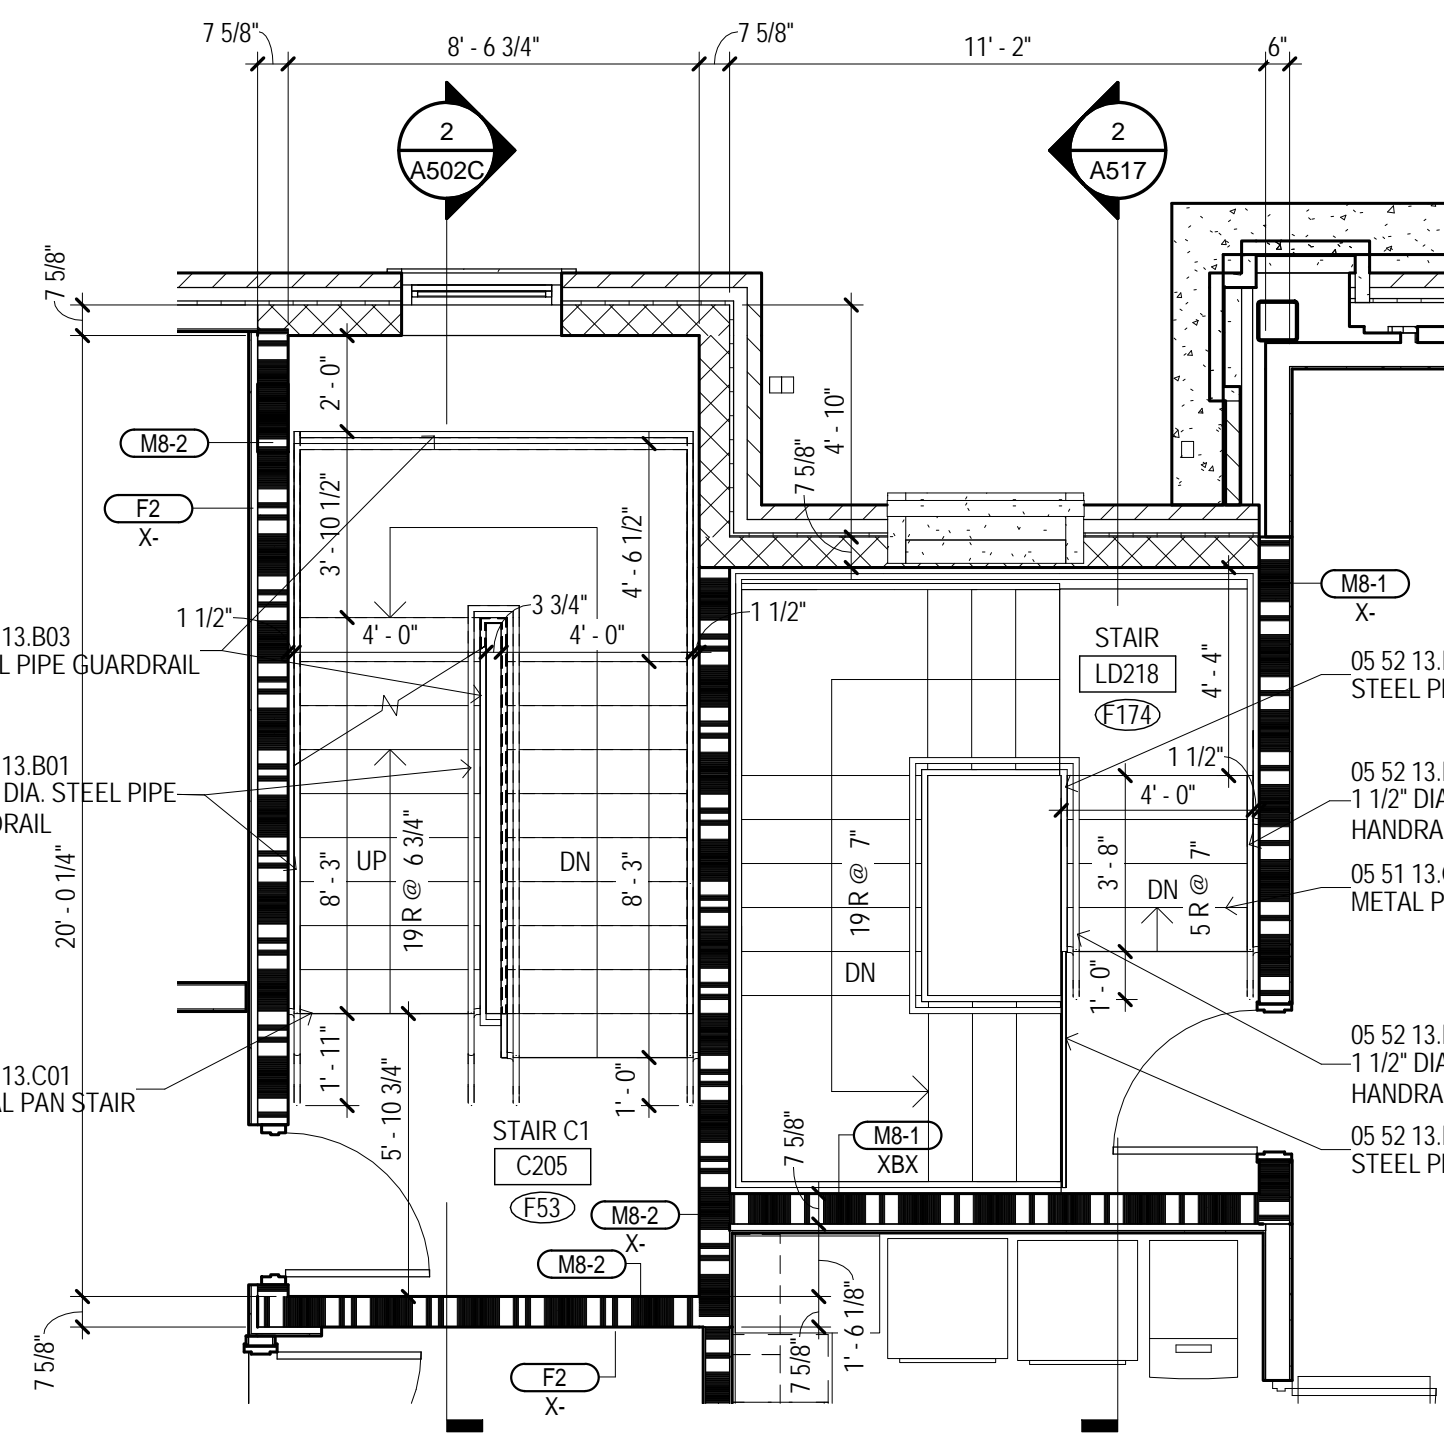 7 5/8"
8' - 6 3/4"
7 5/8"
11' - 2"
6"
2
A502C
2
A517
7 5/8"
2' - 0"
4' - 10"
7 5/8"
M8-2
F2
X-
3' - 10 1/2"
4' - 6 1/2"
M8-1
X-
1 1/2"
3 3/4"
4' - 0"
4' - 0"
1 1/2"
13.B03
L PIPE GUARDRAIL
STAIR
LD218
F174
4' - 4"
05 52 13.
STEEL P
13.B01
DIA. STEEL PIPE
DRAIL
1 1/2"
4' - 0"
05 52 13.
1 1/2" DIA
HANDRA
20' - 0 1/4"
8' - 3"
UP
19 R @ 6 3/4"
DN
8' - 3"
19 R @ 7"
DN
3' - 8"
DN
5 R @ 7"
05 51 13.
METAL P
1' - 0"
13.C01
AL PAN STAIR
1' - 11"
5' - 10 3/4"
1' - 0"
05 52 13.
1 1/2" DIA
HANDRA
05 52 13.
STEEL P
STAIR C1
C205
F53
7 5/8"
M8-1
XBX
M8-2
X-
M8-2
7 5/8"
F2
X-
7 5/8"
1' - 6 1/8"